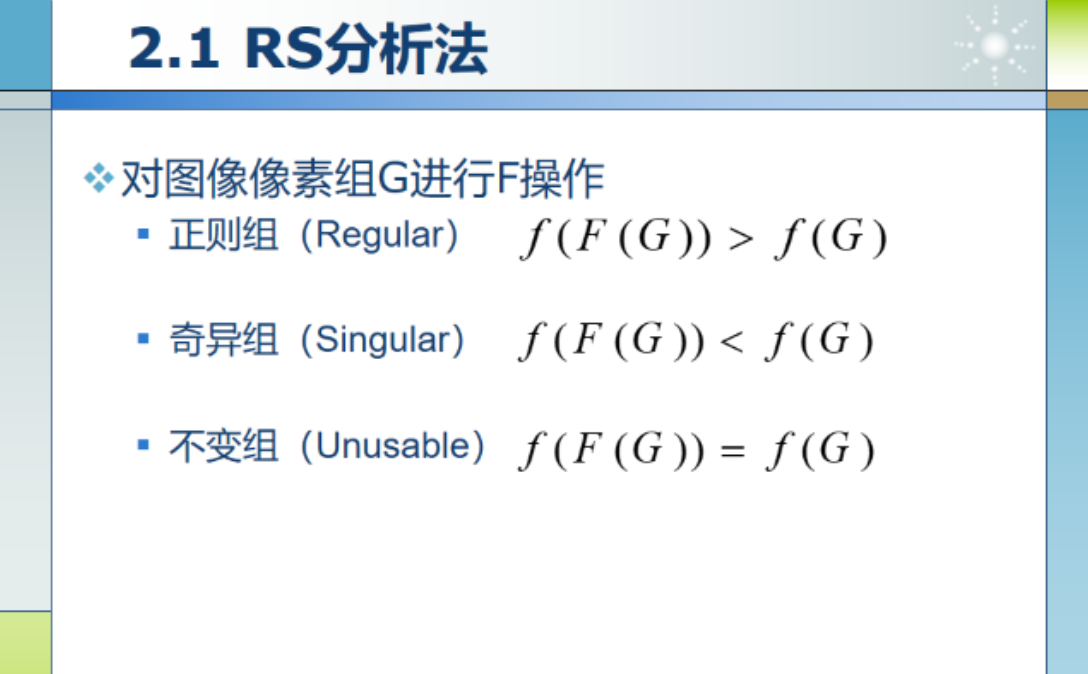 2.1 RS分析法
对图像像素组G进行F操作
正则组（Regular） f(F(G)) > f(G)
奇异组（Singular） f(F(G)) < f(G)
不变组（Unusable） f(F(G)) = f(G)